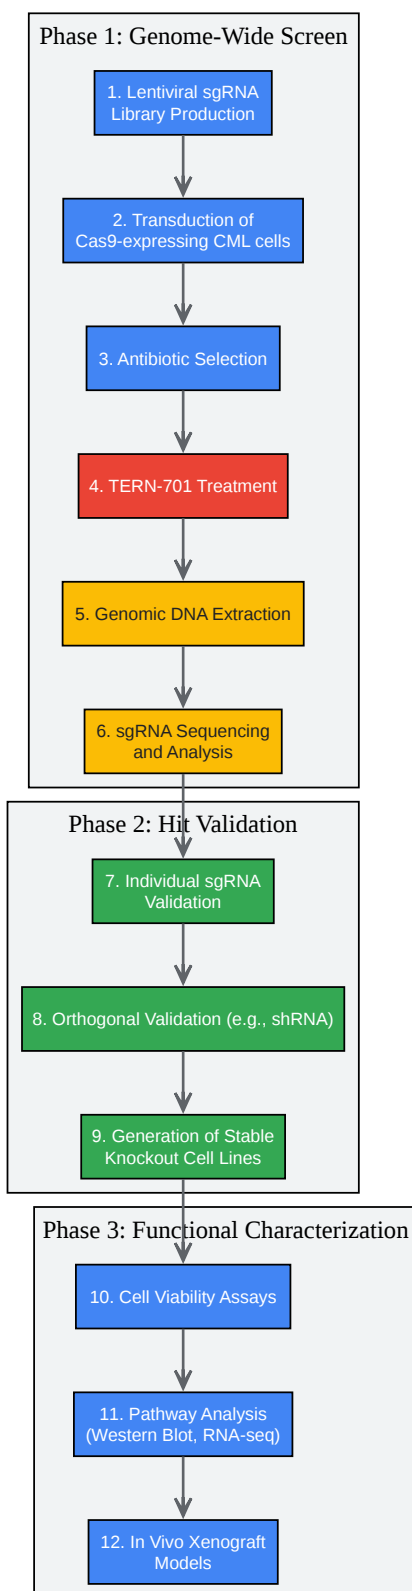 Phase 1: Genome-Wide Screen
1. Lentiviral sgRNA
Library Production
2. Transduction of
Cas9-expressing CML cells
3. Antibiotic Selection
4. TERN-701 Treatment
5. Genomic DNA Extraction
6. sgRNA Sequencing
and Analysis
Phase 2: Hit Validation
7. Individual sgRNA
Validation
8. Orthogonal Validation (e.g., shRNA)
9. Generation of Stable
Knockout Cell Lines
Phase 3: Functional Characterization
10. Cell Viability Assays
11. Pathway Analysis
(Western Blot, RNA-seq)
12. In Vivo Xenograft
Models